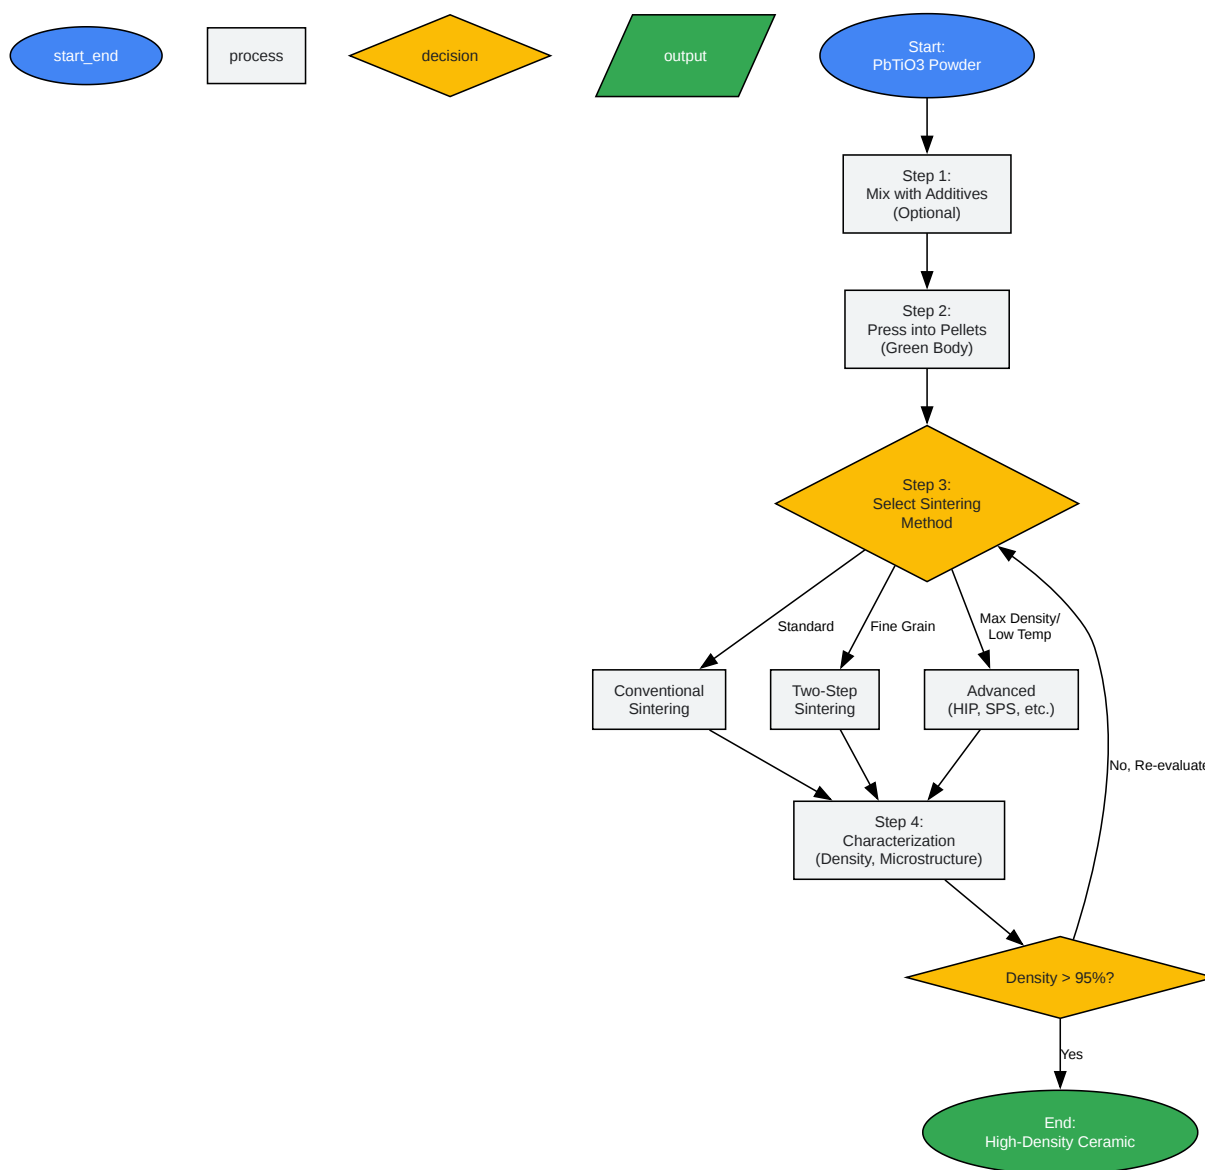 start_end
process
decision
output
Start:
PbTiO3 Powder
Step 1:
Mix with Additives
(Optional)
Step 2:
Press into Pellets
(Green Body)
Step 3:
Select Sintering
Method
Standard
Fine Grain
Max Density/
Low Temp
Conventional
Sintering
Two-Step
Sintering
Advanced
(HIP, SPS, etc.)
No, Re-evaluate
Step 4:
Characterization
(Density, Microstructure)
Density > 95%?
Yes
End:
High-Density Ceramic